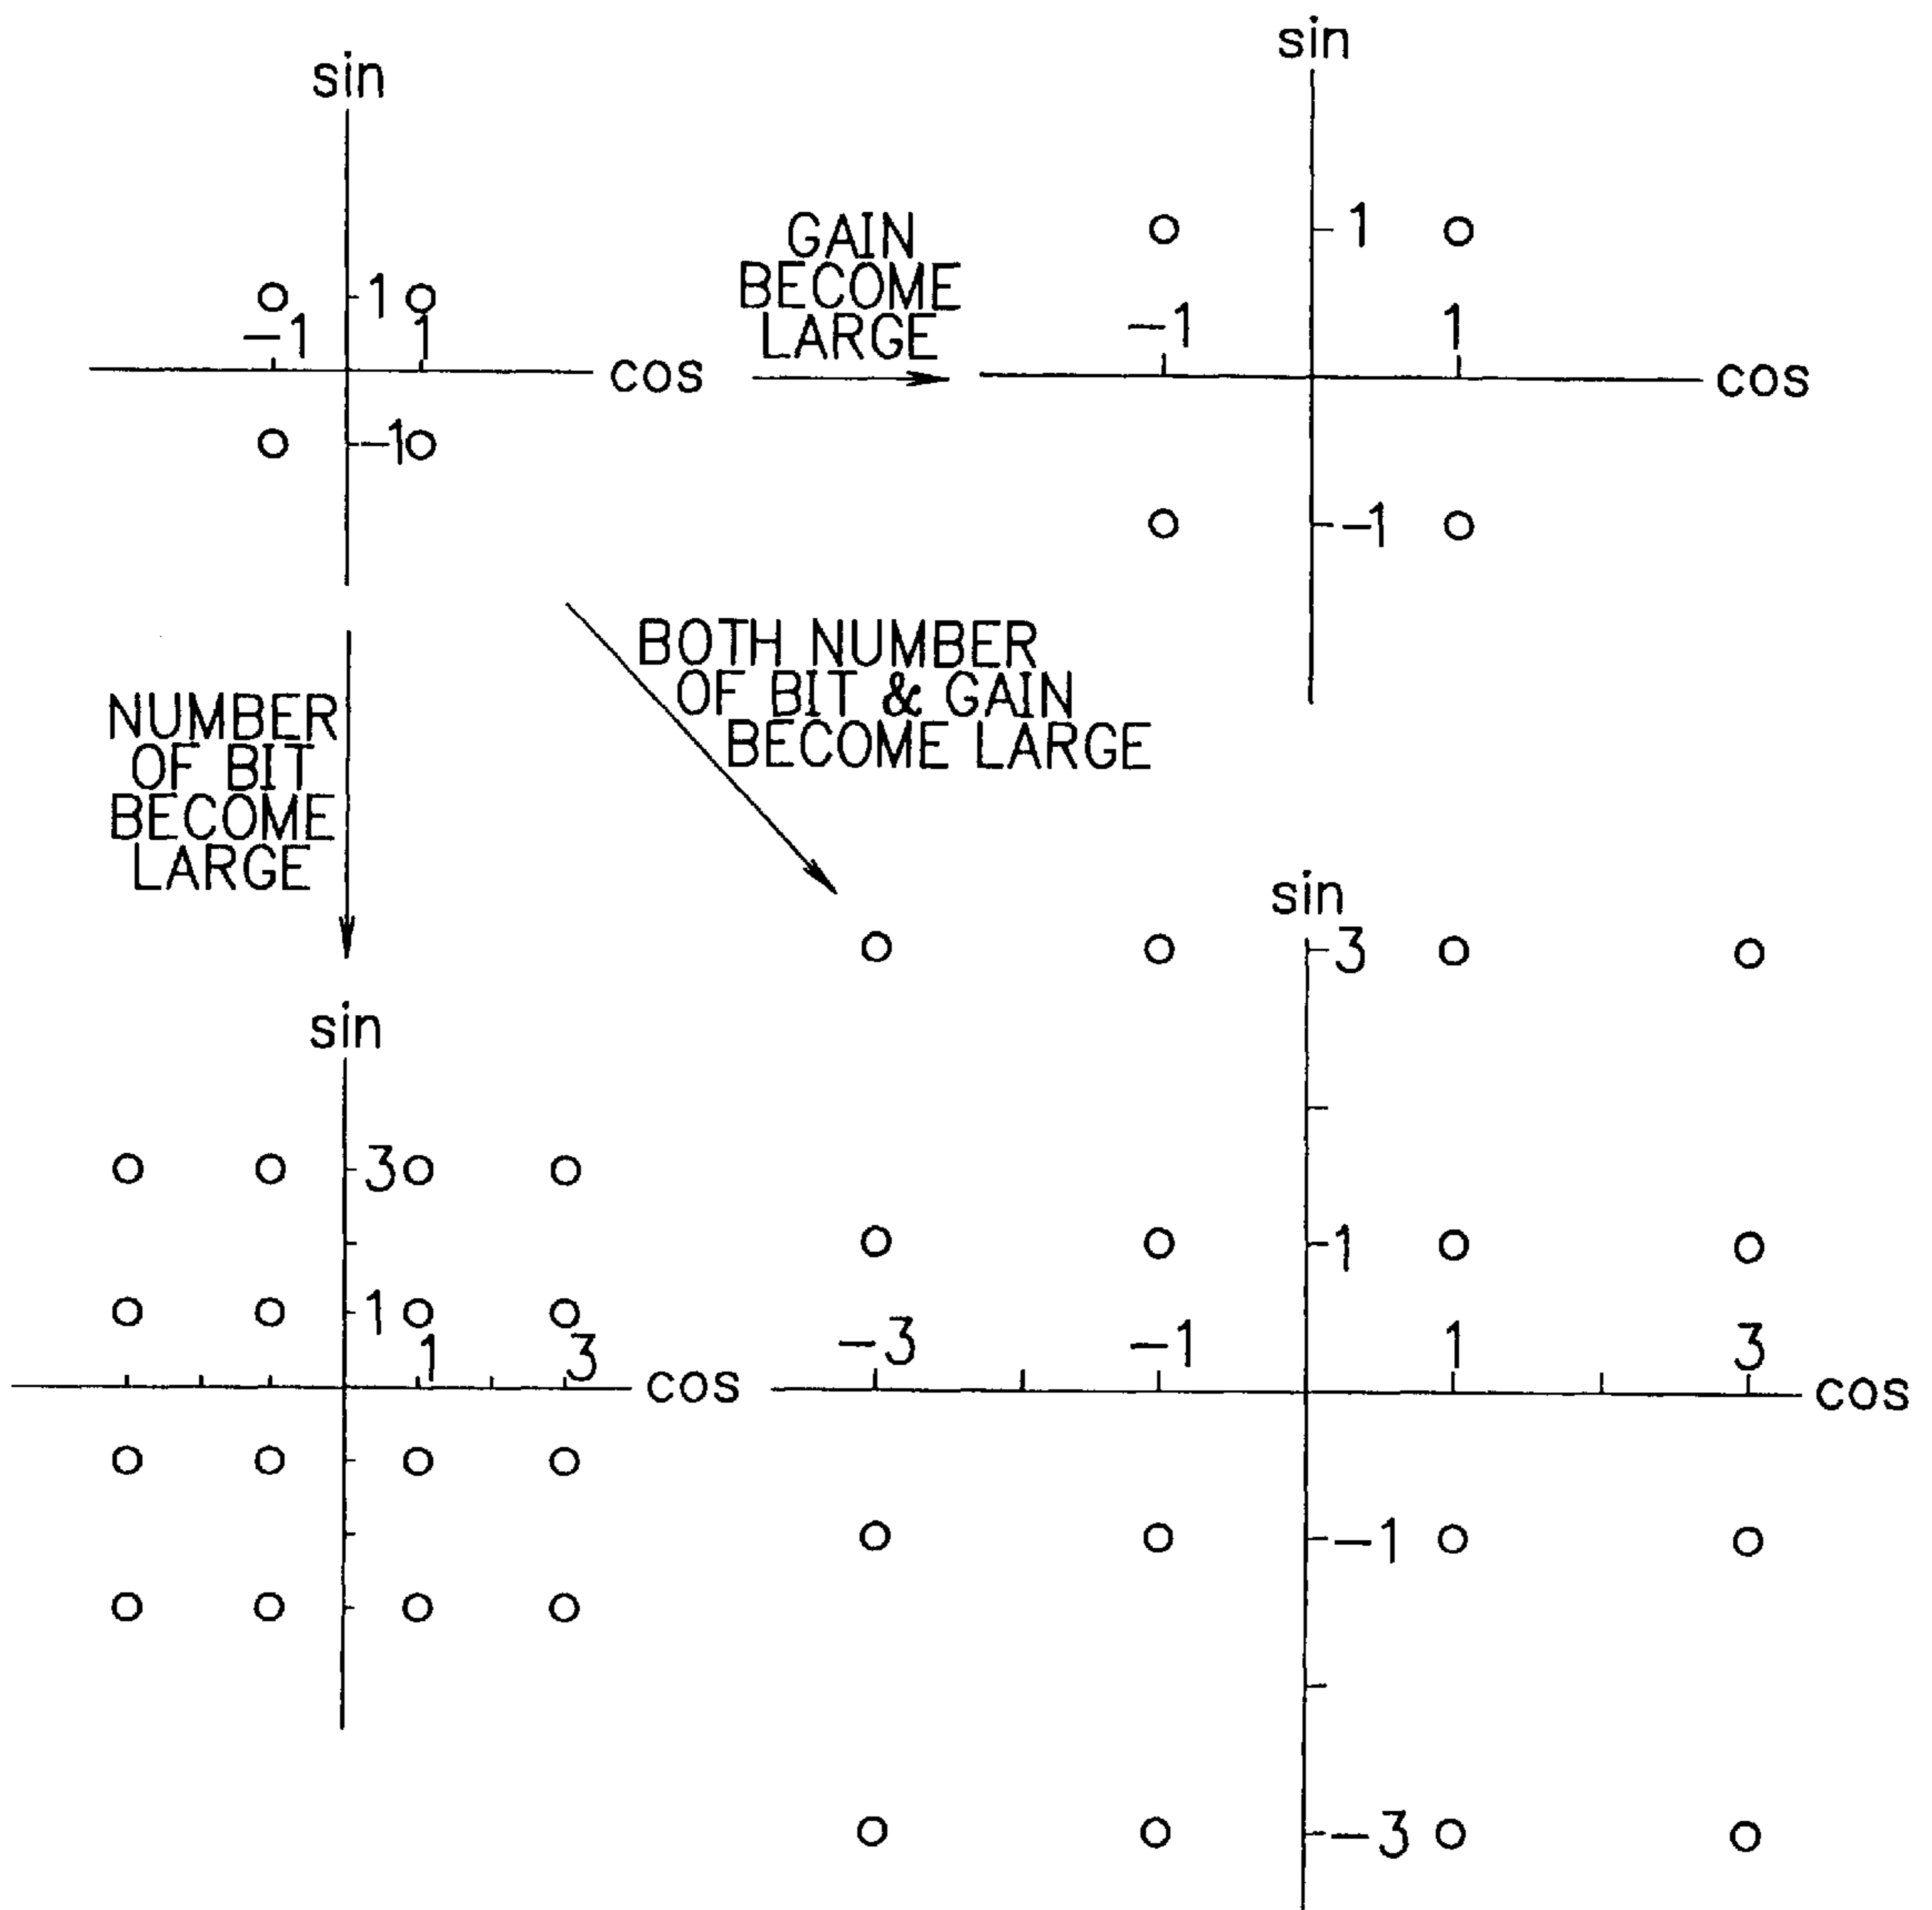 sin
1
-1
1
cos
-1
GAIN
BECOME
LARGE
sin
1
-1
1
cos
-1
NUMBER
OF BIT
BECOME
LARGE
BOTH NUMBER
OF BIT & GAIN
BECOME LARGE
sin
3
1
1
3
cos
sin
3
1
-3
-1
1
3
cos
-1
-3